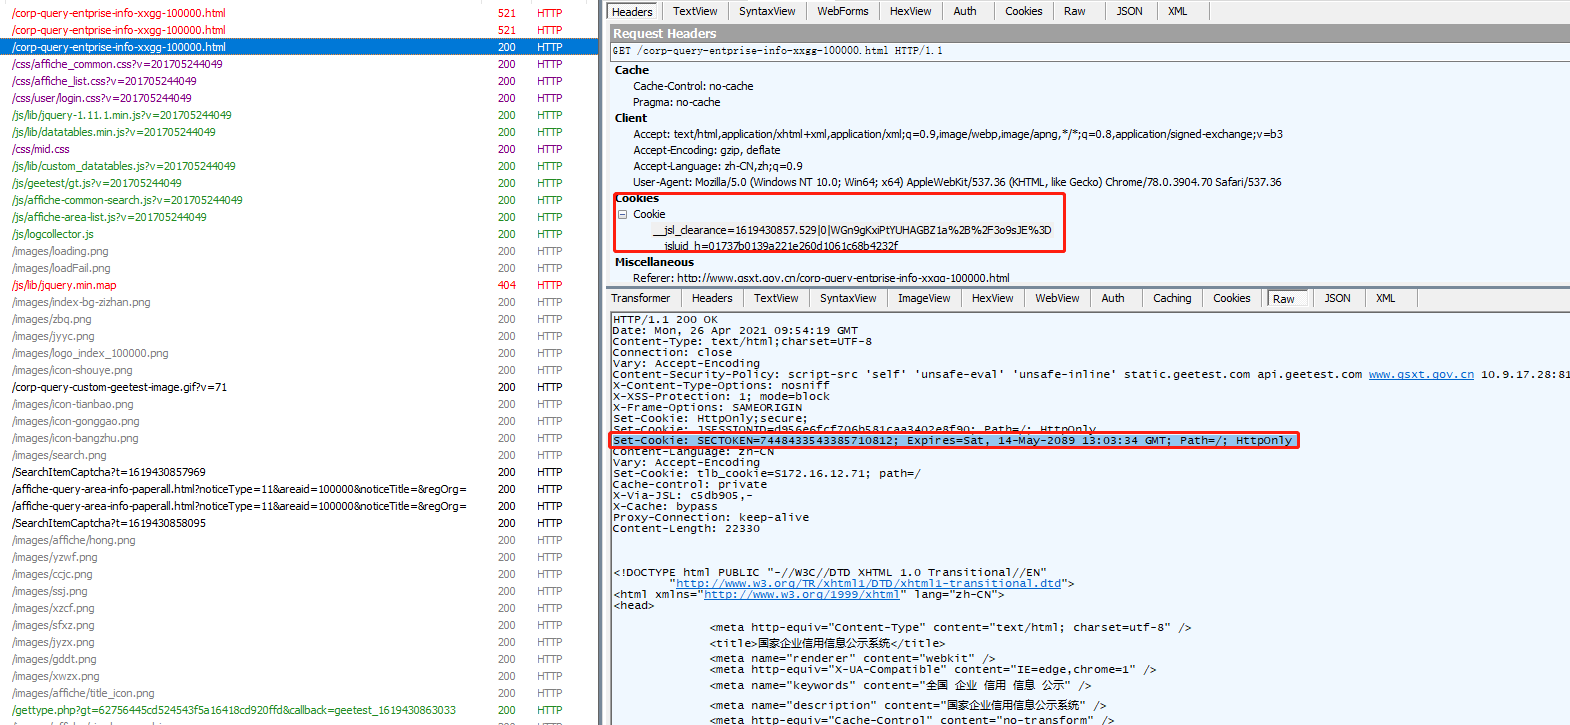 /corp-query-entprise-info-xxgg-100000.html 521 HTTP
/corp-query-entprise-info-xxgg-100000.html 521 HTTP
/corp-query-entprise-info-xxgg-100000.html 200 HTTP
/css/affiche_common.css?v=201705244049 200 HTTP
/css/affiche_list.css?v=201705244049 200 HTTP
/css/user/login.css?v=201705244049 200 HTTP
/js/lib/jquery-1.11.1.min.js?v=201705244049 200 HTTP
/js/lib/datatables.min.js?v=201705244049 200 HTTP
/css/mid.css 200 HTTP
/js/lib/custom_datatables.js?v=201705244049 200 HTTP
/js/geetest/gt.js?v=201705244049 200 HTTP
/js/affiche-common-search.js?v=201705244049 200 HTTP
/js/affiche-area-list.js?v=201705244049 200 HTTP
/js/logcollector.js 200 HTTP
/images/loading.png 200 HTTP
/images/loadFail.png 200 HTTP
/js/lib/jquery.min.map 404 HTTP
/images/index-bg-zizhan.png 200 HTTP
/images/zbq.png 200 HTTP
/images/jyyc.png 200 HTTP
/images/logo_index_100000.png 200 HTTP
/images/icon-shouye.png 200 HTTP
/corp-query-custom-geetest-image.gif?v=71 200 HTTP
/images/icon-tianbao.png 200 HTTP
/images/icon-gonggao.png 200 HTTP
/images/icon-bangzhu.png 200 HTTP
/images/search.png 200 HTTP
/SearchItemCaptcha?t=1619430857969 200 HTTP
/affiche-query-area-info-paperall.html?noticeType=11&areaid=100000&noticeTitle=&regOrg= 200 HTTP
/affiche-query-area-info-paperall.html?noticeType=11&areaid=100000&noticeTitle=&regOrg= 200 HTTP
/SearchItemCaptcha?t=1619430858095 200 HTTP
/images/affiche/hong.png 200 HTTP
/images/yzwf.png 200 HTTP
/images/ccjc.png 200 HTTP
/images/ssj.png 200 HTTP
/images/xzcf.png 200 HTTP
/images/sfxz.png 200 HTTP
/images/jyzx.png 200 HTTP
/images/gddt.png 200 HTTP
/images/xwzx.png 200 HTTP
/images/affiche/title_icon.png 200 HTTP
/gettype.php?gt=62756445cd524543f5a16418cd920ffd&callback=geetest_1619430863033 200 HTTP
Headers TextView SyntaxView WebForms HexView Auth Cookies Raw JSON XML
Request Headers
GET /corp-query-entprise-info-xxgg-100000.html HTTP/1.1
Cache
Cache-Control: no-cache
Pragma: no-cache
Client
Accept: text/html,application/xhtml+xml,application/xml;q=0.9,image/webp,image/apng,*/*;q=0.8,application/signed-exchange;v=b3
Accept-Encoding: gzip, deflate
Accept-Language: zh-CN,zh;q=0.9
User-Agent: Mozilla/5.0 (Windows NT 10.0; Win64; x64) AppleWebKit/537.36 (KHTML, like Gecko) Chrome/78.0.3904.70 Safari/537.36
Cookies
Cookie
__jsl_clearance=1619430857.529|0|WGn9gKxiPtYUHAGBZ1a%2B%2F3o9sJE%3D
__jsluid_h=01737b0139a221e260d1061c68b4232f
Miscellaneous
Referer: http://www.gsxt.gov.cn/corp-query-entprise-info-xxgg-100000.html
Transformer Headers TextView SyntaxView ImageView HexView WebView Auth Caching Cookies Raw JSON XML
HTTP/1.1 200 OK
Date: Mon, 26 Apr 2021 09:54:19 GMT
Content-Type: text/html;charset=UTF-8
Connection: close
Vary: Accept-Encoding
Content-Security-Policy: script-src 'self' 'unsafe-eval' 'unsafe-inline' static.geetest.com api.geetest.com www.gsxt.gov.cn 10.9.17.28:81
X-Content-Type-Options: nosniff
X-XSS-Protection: 1; mode=block
X-Frame-Options: SAMEORIGIN
Set-Cookie: HttpOnly;secure;
Set-Cookie: JSESSIONID=d956e6fcf706b581caa3402e8f90; Path=/; HttpOnly
Set-Cookie: SECTOKEN=7448433543385710812; Expires=Sat, 14-May-2089 13:03:34 GMT; Path=/; HttpOnly
Content-Language: zh-CN
Vary: Accept-Encoding
Set-Cookie: tlb_cookie=S172.16.12.71; path=/
Cache-control: private
X-Via-JSL: c5db905,-
X-Cache: bypass
Proxy-Connection: keep-alive
Content-Length: 22330
<!DOCTYPE html PUBLIC "-//W3C//DTD XHTML 1.0 Transitional//EN"
"http://www.w3.org/TR/xhtml1/DTD/xhtml1-transitional.dtd">
<html xmlns="http://www.w3.org/1999/xhtml" lang="zh-CN">
<head>
<meta http-equiv="Content-Type" content="text/html; charset=utf-8" />
<title>国家企业信用信息公示系统</title>
<meta name="renderer" content="webkit" />
<meta http-equiv="X-UA-Compatible" content="IE=edge,chrome=1" />
<meta name="keywords" content="全国 企业 信用 信息 公示" />
<meta name="description" content="国家企业信用信息公示系统" />
<meta http-equiv="Cache-Control" content="no-transform" />